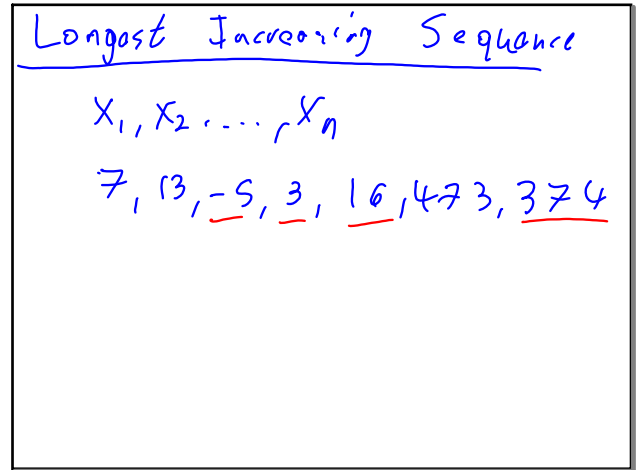 Longest Increasing Sequence
X₁, X₂ ...., Xₙ
7, 13, -5, 3, 16, 473, 374